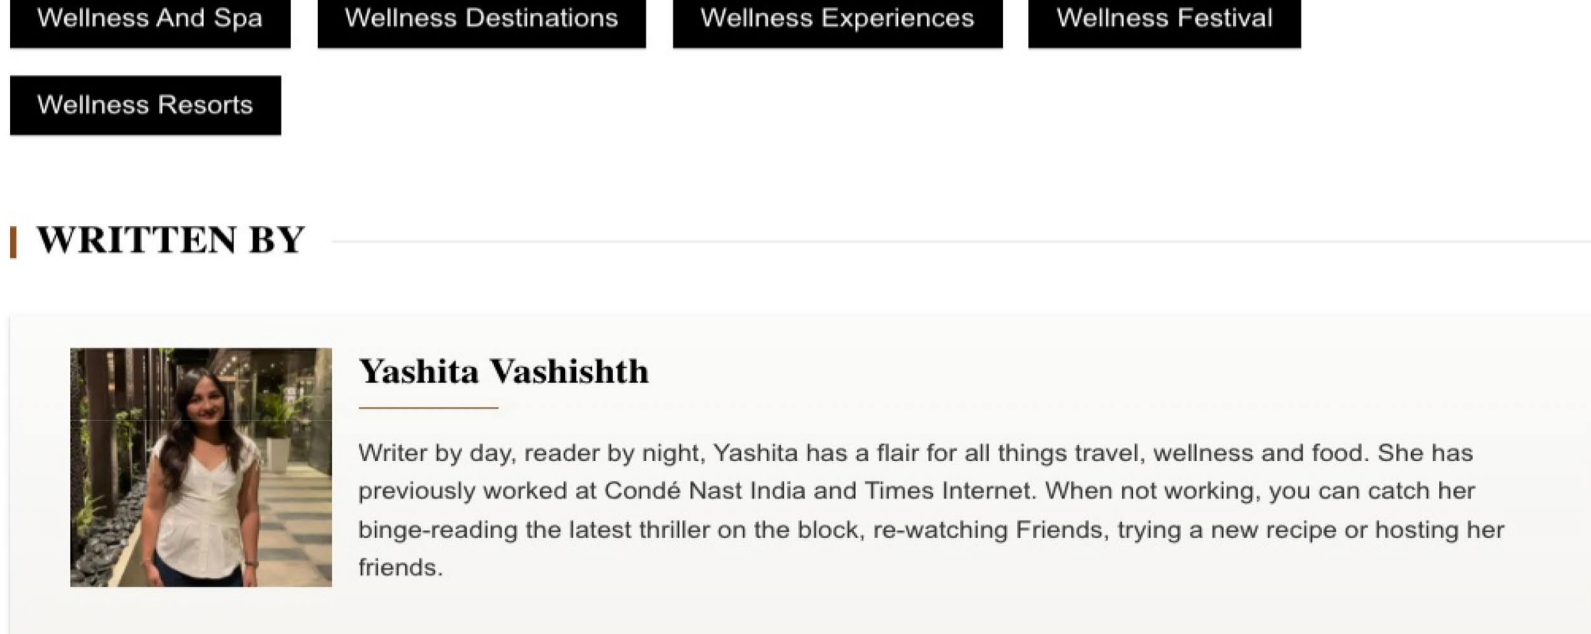 Wellness And Spa
Wellness Destinations
Wellness Experiences
Wellness Festival
Wellness Resorts
WRITTEN BY
Yashita Vashishth
Writer by day, reader by night, Yashita has a flair for all things travel, wellness and food. She has
previously worked at Condé Nast India and Times Internet. When not working, you can catch her
binge-reading the latest thriller on the block, re-watching Friends, trying a new recipe or hosting her
friends.